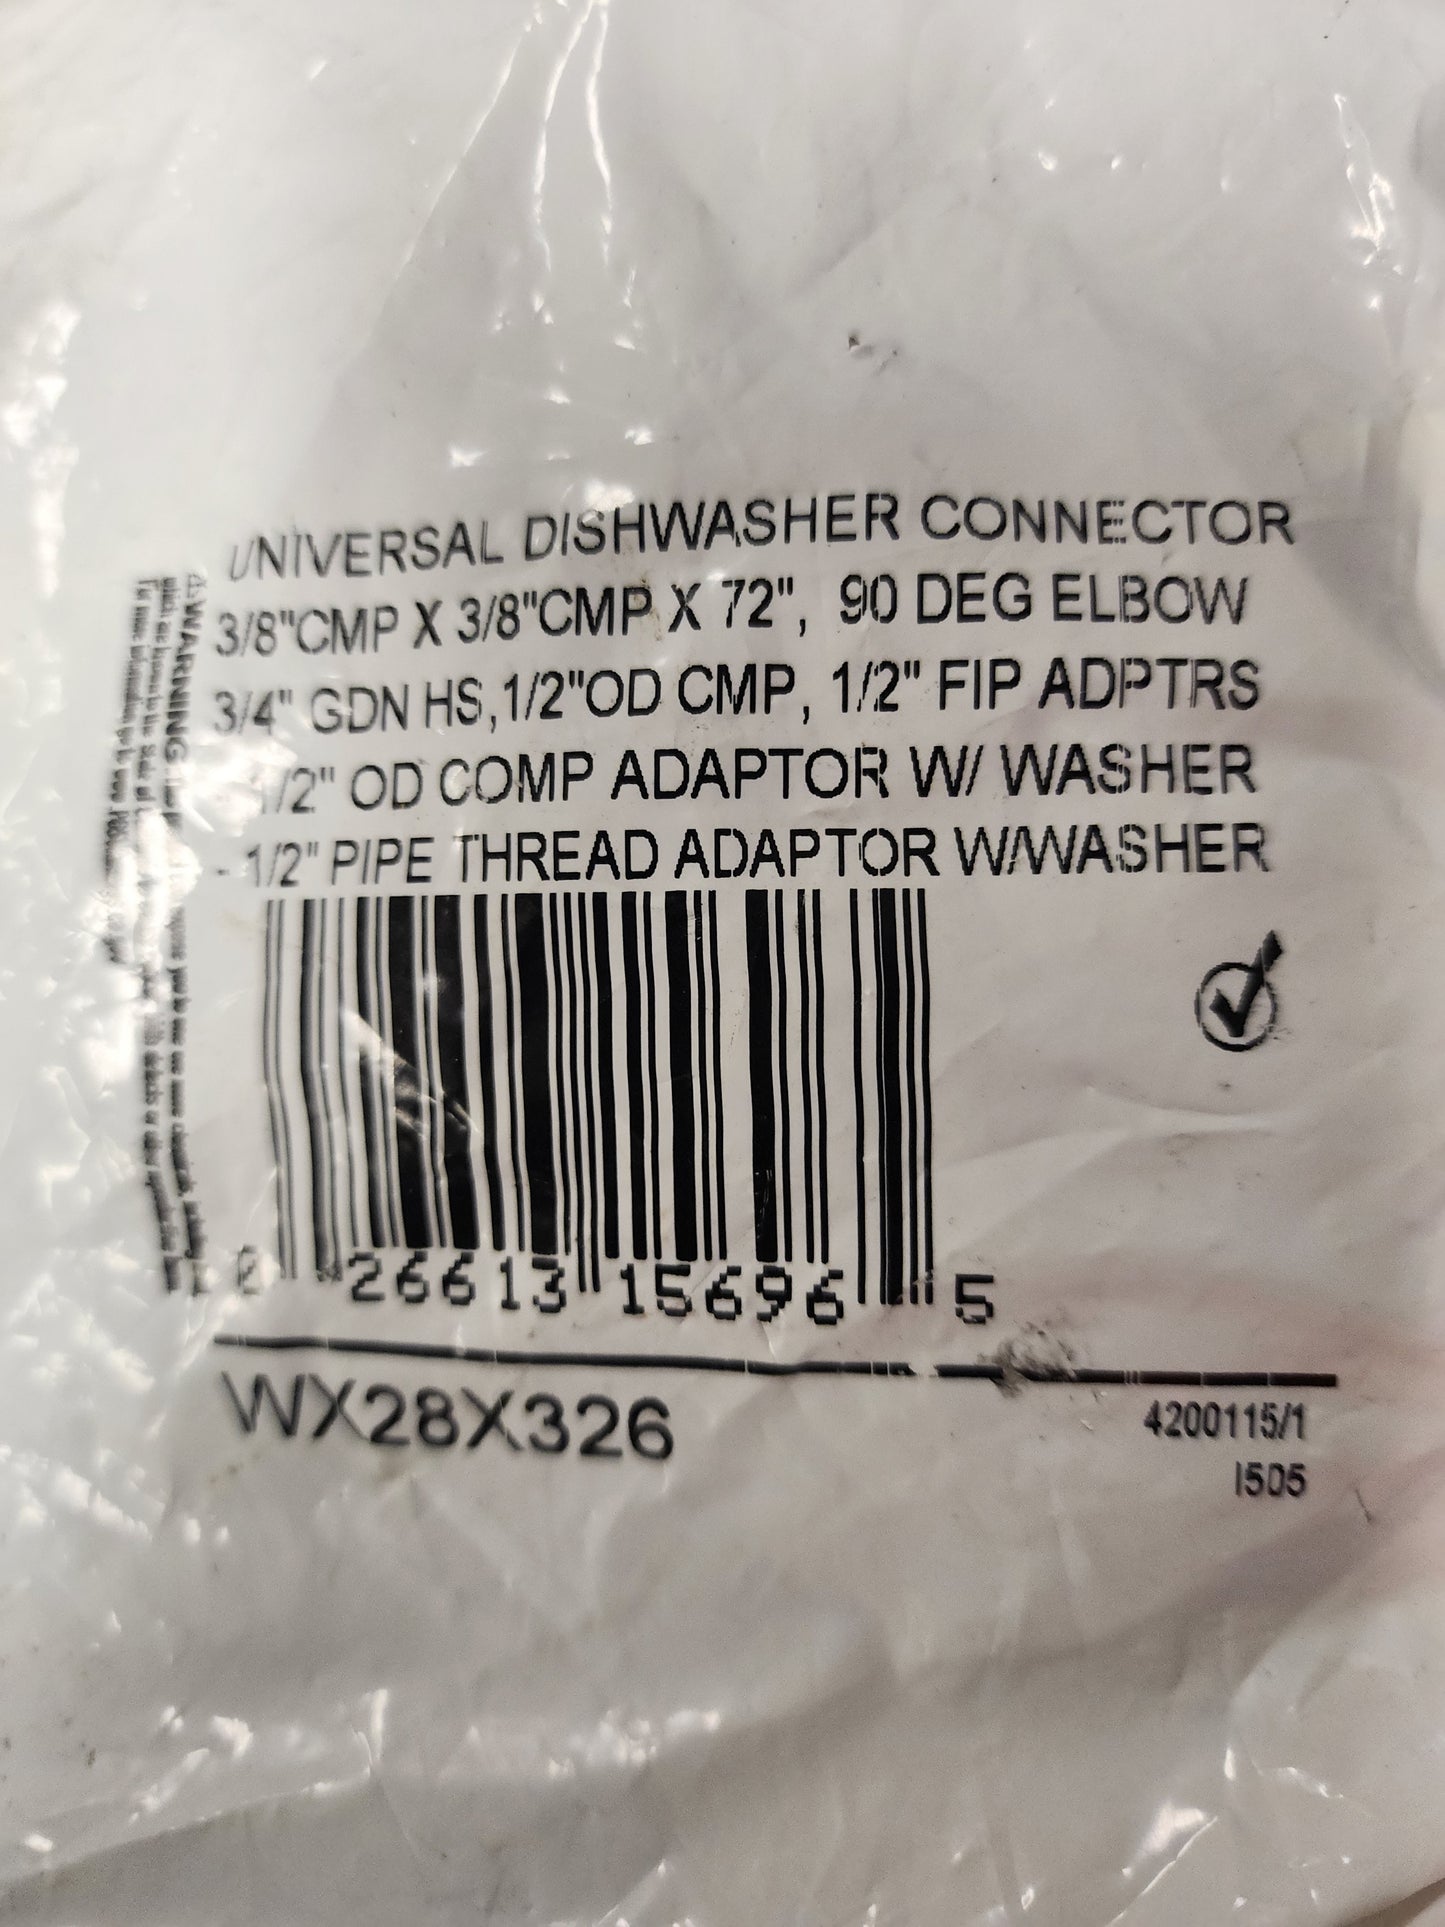 UNIVERSAL DISHWASHER CONNECTOR
3/8"CMP X 3/8"CMP X 72", 90 DEG ELBOW
3/4" GDN HS,1/2"OD CMP, 1/2" FIP ADPTRS
1/2" OD COMP ADAPTOR W/ WASHER
- 1/2" PIPE THREAD ADAPTOR W/WASHER
0 26613 15696 5
WX28X326
4200115/1
I505
⚠ WARNING